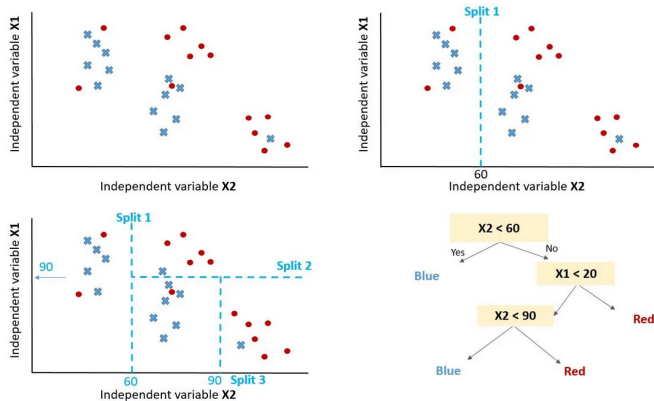 Independent variable X1
Independent variable X2
Split 1
Independent variable X1
60
Independent variable X2
Split 1
Independent variable X1
90
Split 2
60
90
Split 3
Independent variable X2
X2 < 60
Yes
No
Blue
X1 < 20
X2 < 90
Red
Blue
Red